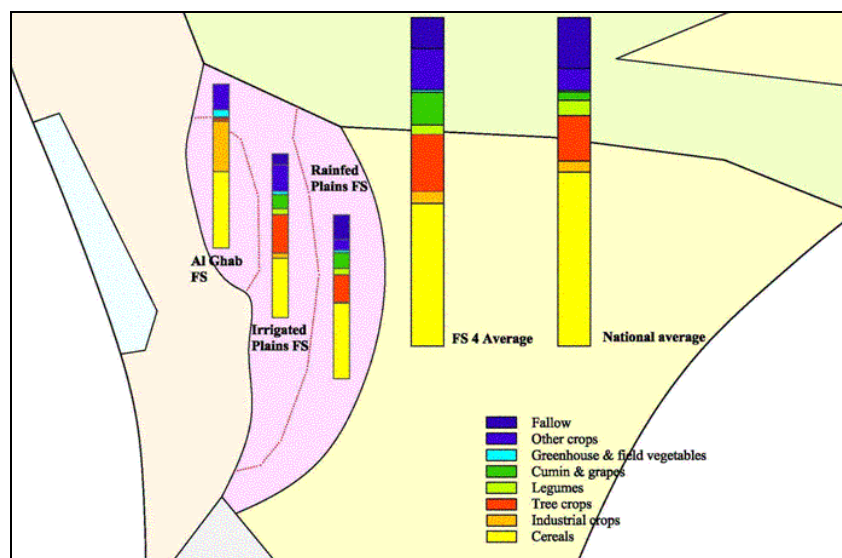 Rainfed
Plains FS
Al Ghab
FS
Irrigated
Plains FS
FS 4 Average
National average
Fallow
Other crops
Greenhouse & field vegetables
Cumin & grapes
Legumes
Tree crops
Industrial crops
Cereals